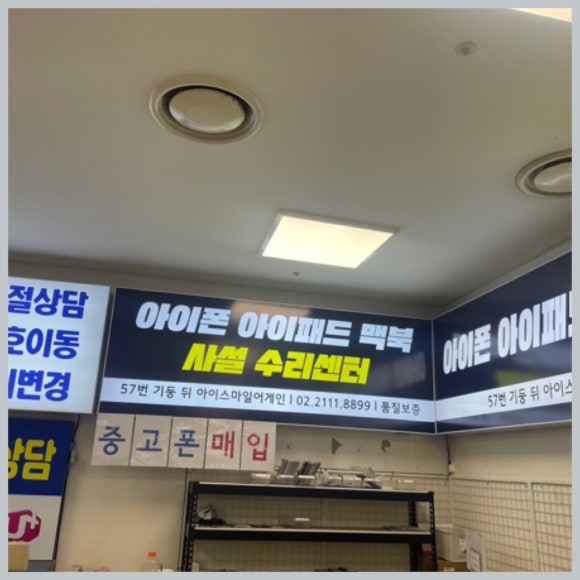 절상담
호이동
변경
아이폰 아이패드 맥북
사설 수리센터
57번 기둥 뒤 아이스마일어게인 | 02.2111.8899 | 품질보증
아이폰 아이패
57번 기둥 뒤 아이스
중고폰매입
상담
U+